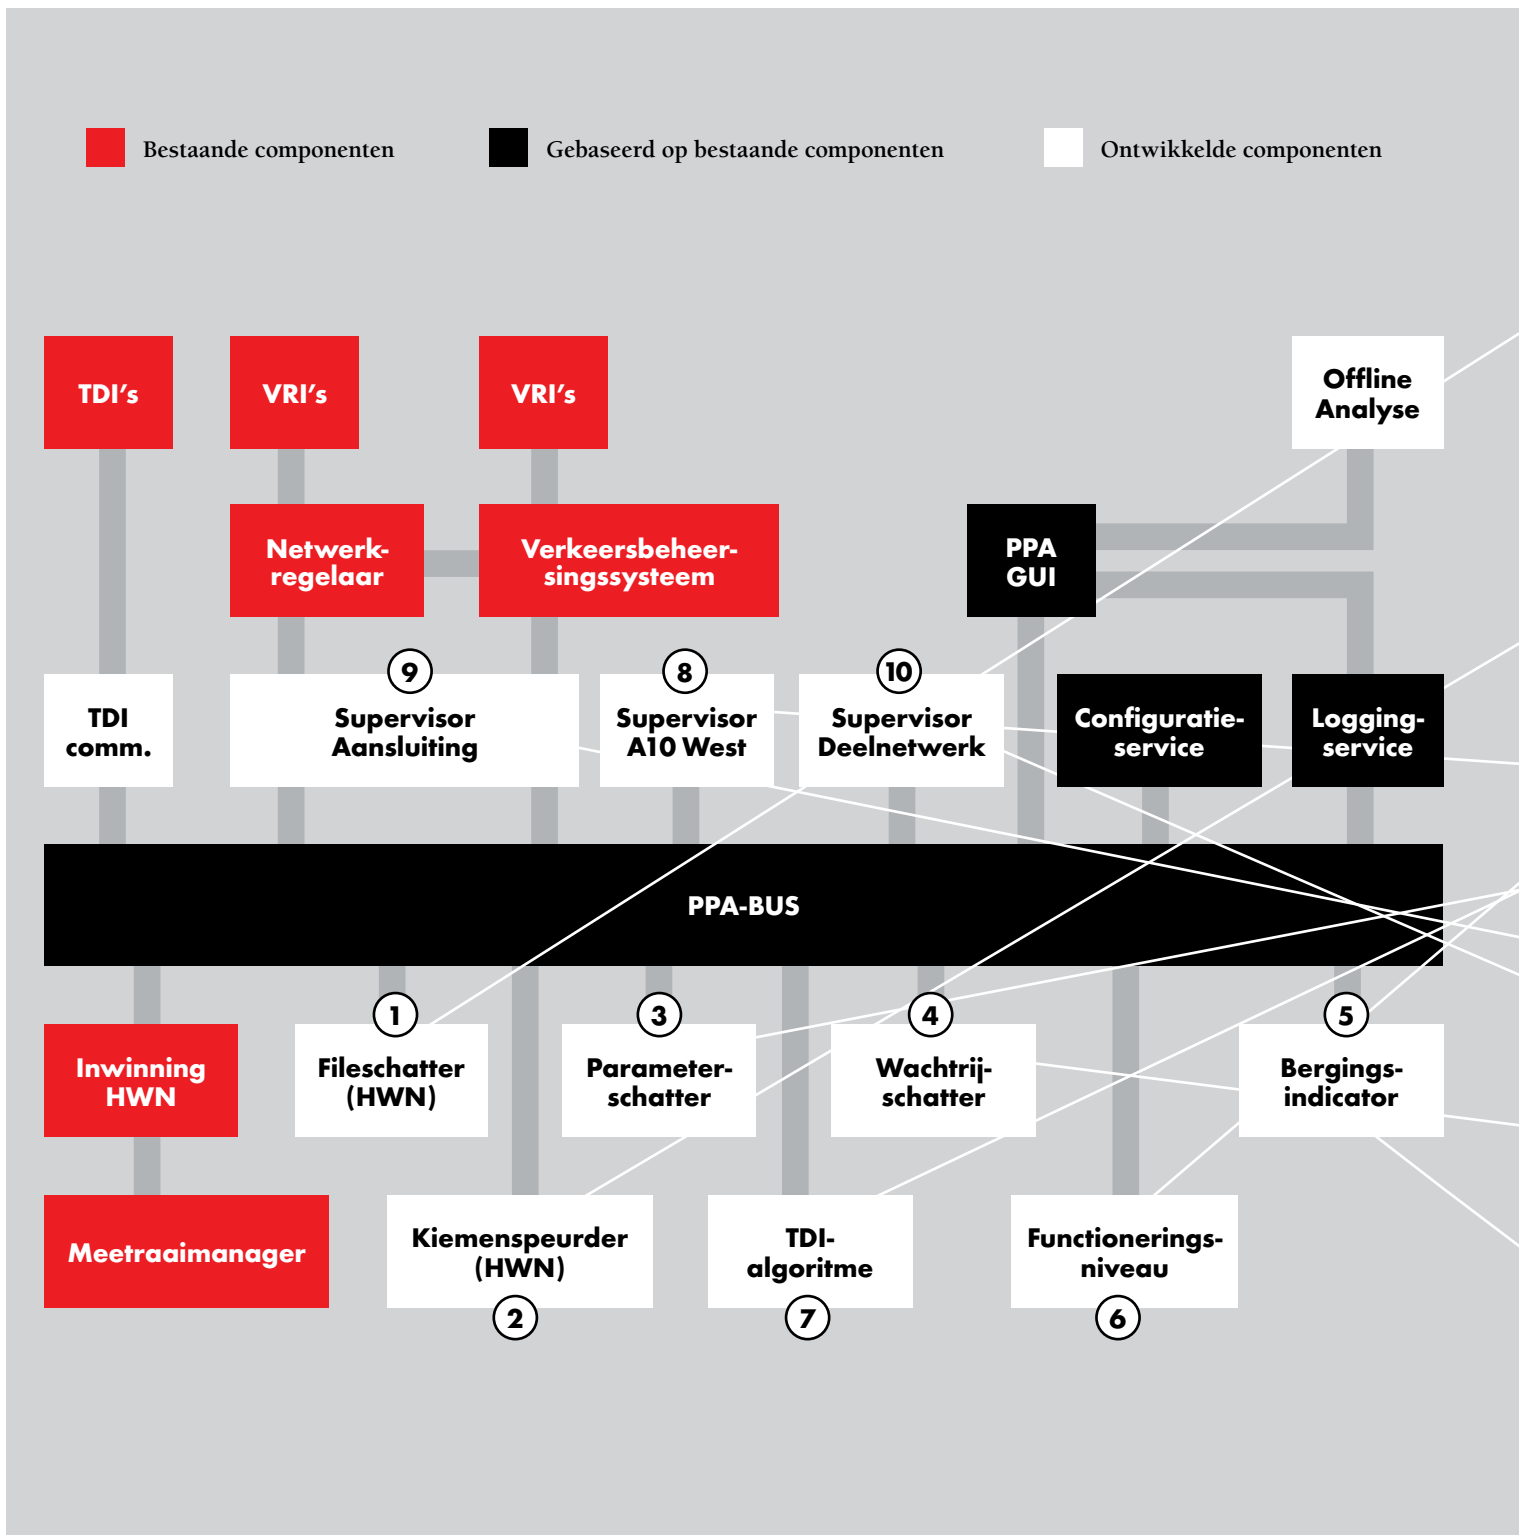 Bestaande componenten
Gebaseerd op bestaande componenten
Ontwikkelde componenten
TDI's
VRI's
VRI's
Offline
Analyse
Netwerk-
regelaar
Verkeersbeheer-
singssysteem
PPA
GUI
9
8
10
TDI
comm.
Supervisor
Aansluiting
Supervisor
A10 West
Supervisor
Deelnetwerk
Configuratie-
service
Logging-
service
PPA-BUS
1
3
4
5
Inwinning
HWN
Fileschatter
(HWN)
Parameter-
schatter
Wachtrij-
schatter
Bergings-
indicator
Meetraaimanager
Kiemenspeurder
(HWN)
TDI-
algoritme
Functionerings-
niveau
2
7
6